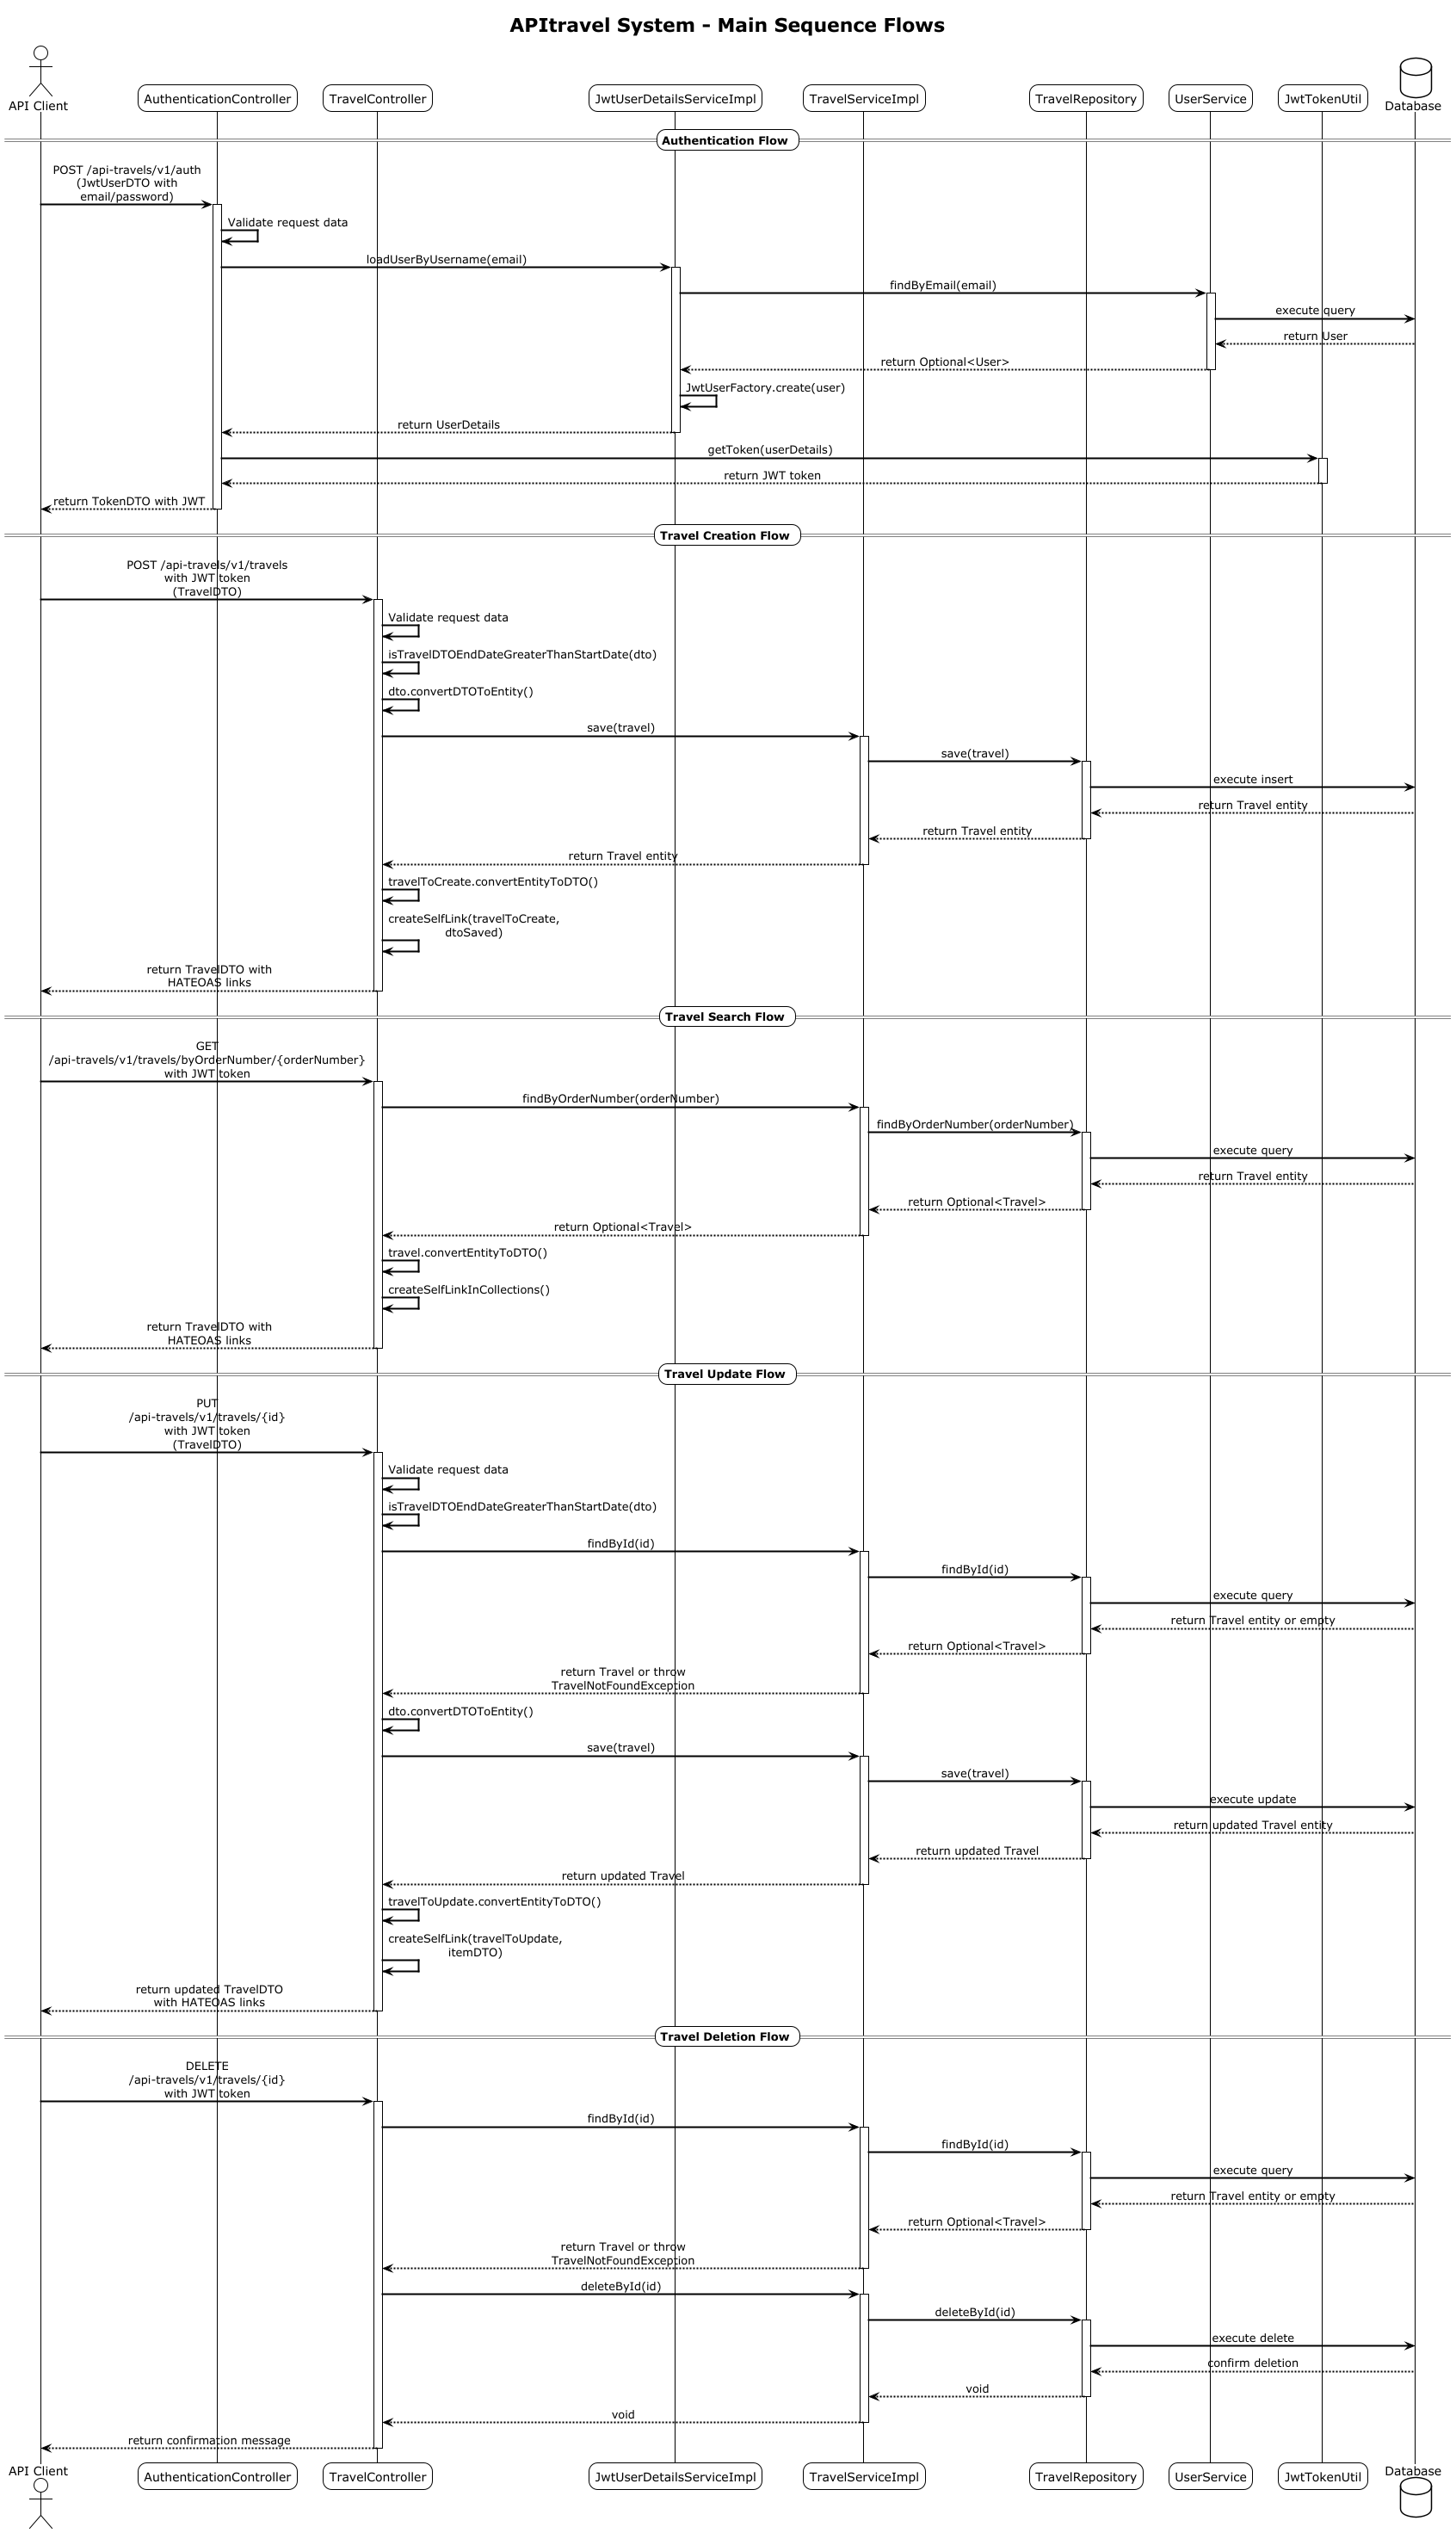 APItravel System - Main Sequence Flows
API Client
AuthenticationController
TravelController
JwtUserDetailsServiceImpl
TravelServiceImpl
TravelRepository
UserService
JwtTokenUtil
Database
Authentication Flow
POST /api-travels/v1/auth
(JwtUserDTO with
email/password)
Validate request data
loadUserByUsername(email)
findByEmail(email)
execute query
return User
return Optional<User>
JwtUserFactory.create(user)
return UserDetails
getToken(userDetails)
return JWT token
return TokenDTO with JWT
Travel Creation Flow
POST /api-travels/v1/travels
with JWT token
(TravelDTO)
Validate request data
isTravelDTOEndDateGreaterThanStartDate(dto)
dto.convertDTOToEntity()
save(travel)
save(travel)
execute insert
return Travel entity
return Travel entity
return Travel entity
travelToCreate.convertEntityToDTO()
createSelfLink(travelToCreate,
dtoSaved)
return TravelDTO with
HATEOAS links
Travel Search Flow
GET
/api-travels/v1/travels/byOrderNumber/{orderNumber}
with JWT token
findByOrderNumber(orderNumber)
findByOrderNumber(orderNumber)
execute query
return Travel entity
return Optional<Travel>
return Optional<Travel>
travel.convertEntityToDTO()
createSelfLinkInCollections()
return TravelDTO with
HATEOAS links
Travel Update Flow
PUT
/api-travels/v1/travels/{id}
with JWT token
(TravelDTO)
Validate request data
isTravelDTOEndDateGreaterThanStartDate(dto)
findById(id)
findById(id)
execute query
return Travel entity or empty
return Optional<Travel>
return Travel or throw
TravelNotFoundException
dto.convertDTOToEntity()
save(travel)
save(travel)
execute update
return updated Travel entity
return updated Travel
return updated Travel
travelToUpdate.convertEntityToDTO()
createSelfLink(travelToUpdate,
itemDTO)
return updated TravelDTO
with HATEOAS links
Travel Deletion Flow
DELETE
/api-travels/v1/travels/{id}
with JWT token
findById(id)
findById(id)
execute query
return Travel entity or empty
return Optional<Travel>
return Travel or throw
TravelNotFoundException
deleteById(id)
deleteById(id)
execute delete
confirm deletion
void
void
return confirmation message
API Client
AuthenticationController
TravelController
JwtUserDetailsServiceImpl
TravelServiceImpl
TravelRepository
UserService
JwtTokenUtil
Database